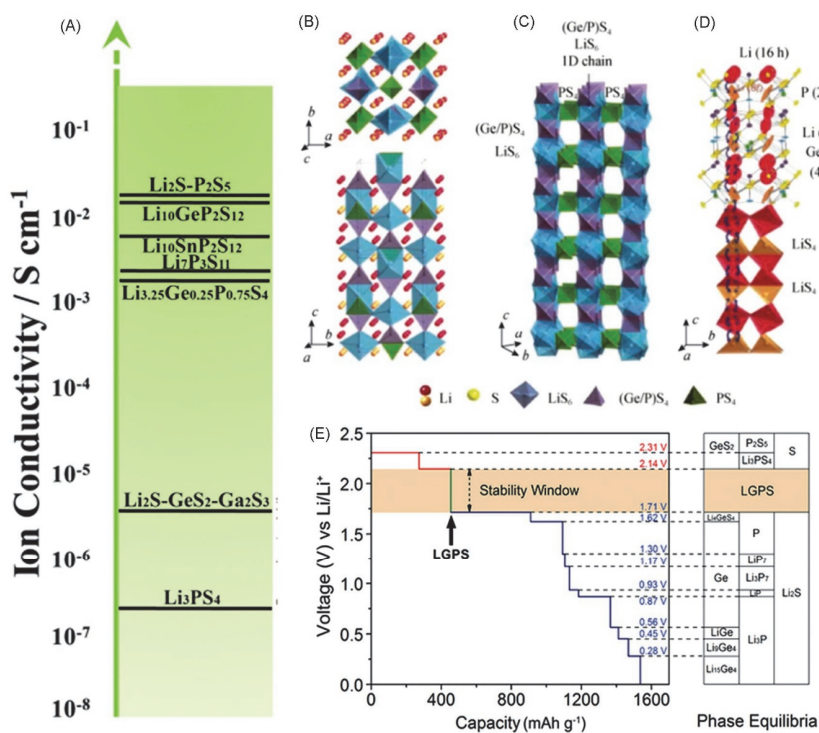 (A)
Ion Conductivity / S cm⁻¹
10⁻¹
10⁻²
10⁻³
10⁻⁴
10⁻⁵
10⁻⁶
10⁻⁷
10⁻⁸
Li₂S-P₂S₅
Li₁₀GeP₂S₁₂
Li₁₀SnP₂S₁₂
Li₇P₃S₁₁
Li₃.₂₅Ge₀.₂₅P₀.₇₅S₄
Li₂S-GeS₂-Ga₂S₃
Li₃PS₄
(B)
b
c
a
c
a
b
(C)
(Ge/P)S₄
LiS₆
1D chain
PS₄
PS₄
(Ge/P)S₄
LiS₆
c
a
b
(D)
Li (16 h)
P (2
Li (
Ge
(4
LiS₄
LiS₄
c
a
b
Li
S
LiS₆
(Ge/P)S₄
PS₄
(E)
Voltage (V) vs Li/Li⁺
2.5
2.0
1.5
1.0
0.5
0.0
0
400
800
1200
1600
Capacity (mAh g⁻¹)
Stability Window
LGPS
2.31 V
2.14 V
1.71 V
1.62 V
1.30 V
1.17 V
0.93 V
0.87 V
0.56 V
0.45 V
0.28 V
GeS₂
P₂S₅
S
Li₃PS₄
LGPS
Li₄GeS₄
P
LiP₇
Ge
Li₃P₇
LiP
Li₂S
LiGe
Li₃P
Li₉Ge₄
Li₁₅Ge₄
Phase Equilibria